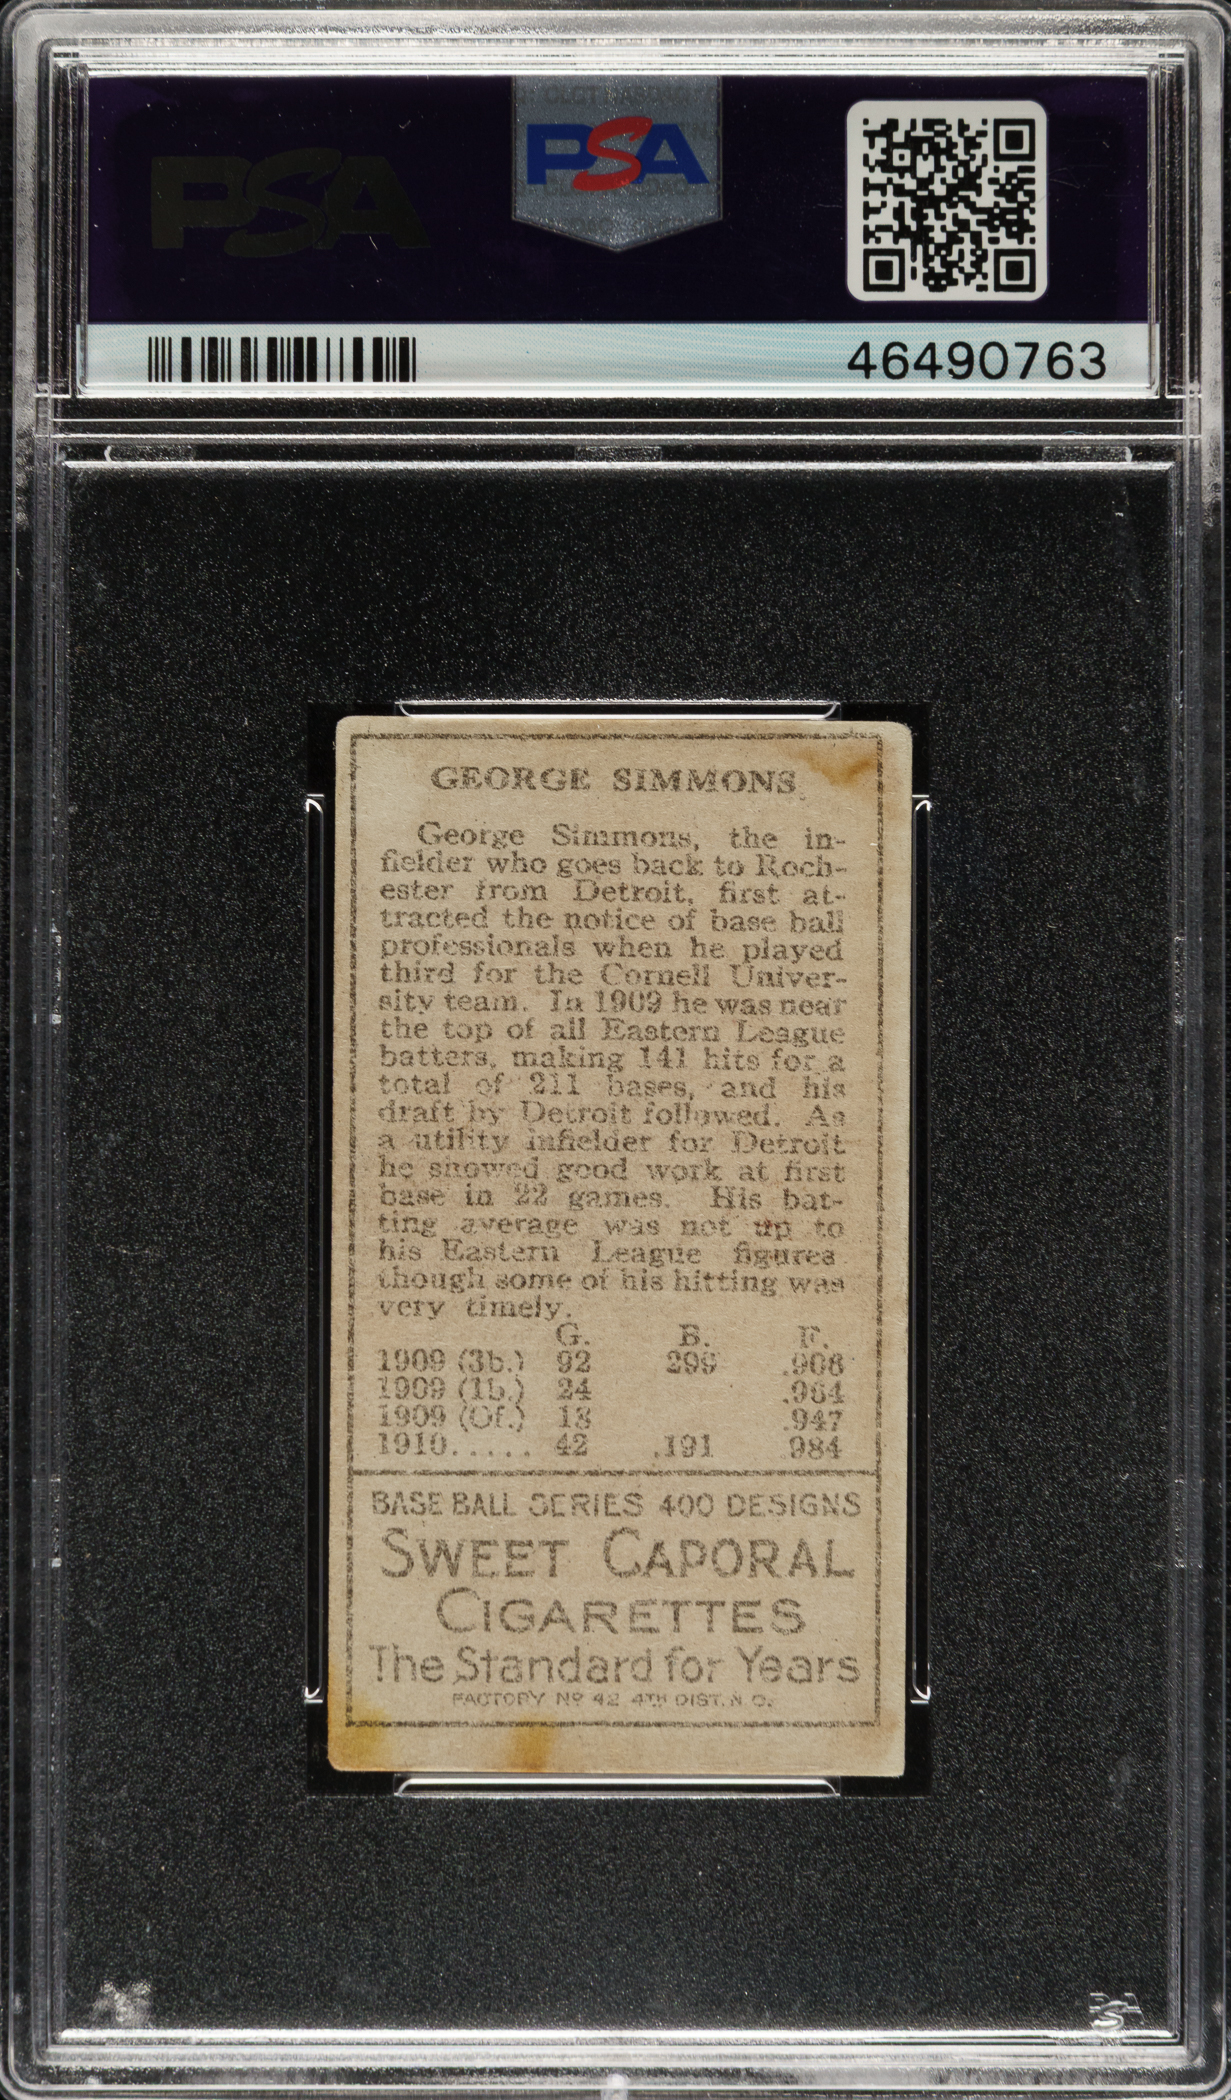 PSA
PSA
46490763
GEORGE SIMMONS
George Simmons, the in-
fielder who goes back to Roch-
ester from Detroit, first at-
tracted the notice of base ball
professionals when he played
third for the Cornell Univer-
sity team. In 1909 he was near
the top of all Eastern League
batters, making 141 hits for a
total of 211 bases, and his
draft by Detroit followed. As
a utility infielder for Detroit
he showed good work at first
base in 22 games. His bat-
ting average was not up to
his Eastern League figures
though some of his hitting was
very timely.
G. B. F.
1909 (3b.) 92 299 .908
1909 (1b.) 24 .964
1909 (Of.) 18 .947
1910..... 42 .191 .984
BASE BALL SERIES 400 DESIGNS
SWEET CAPORAL
CIGARETTES
The Standard for Years
FACTORY No 42 4TH DIST. N. C.
PSA